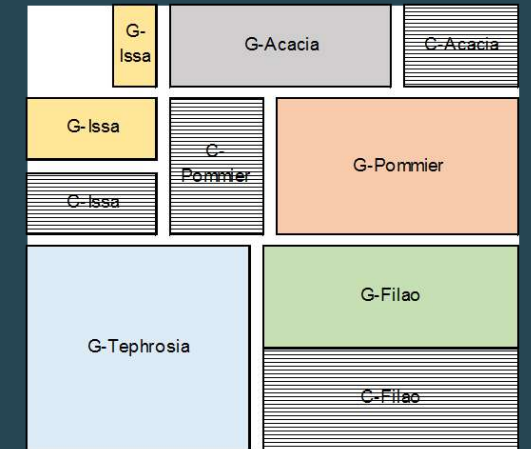 G-
Issa
G-Acacia
C-Acacia
G-Issa
C-
Pommier
G-Pommier
C-Issa
G-Filao
G-Tephrosia
C-Filao